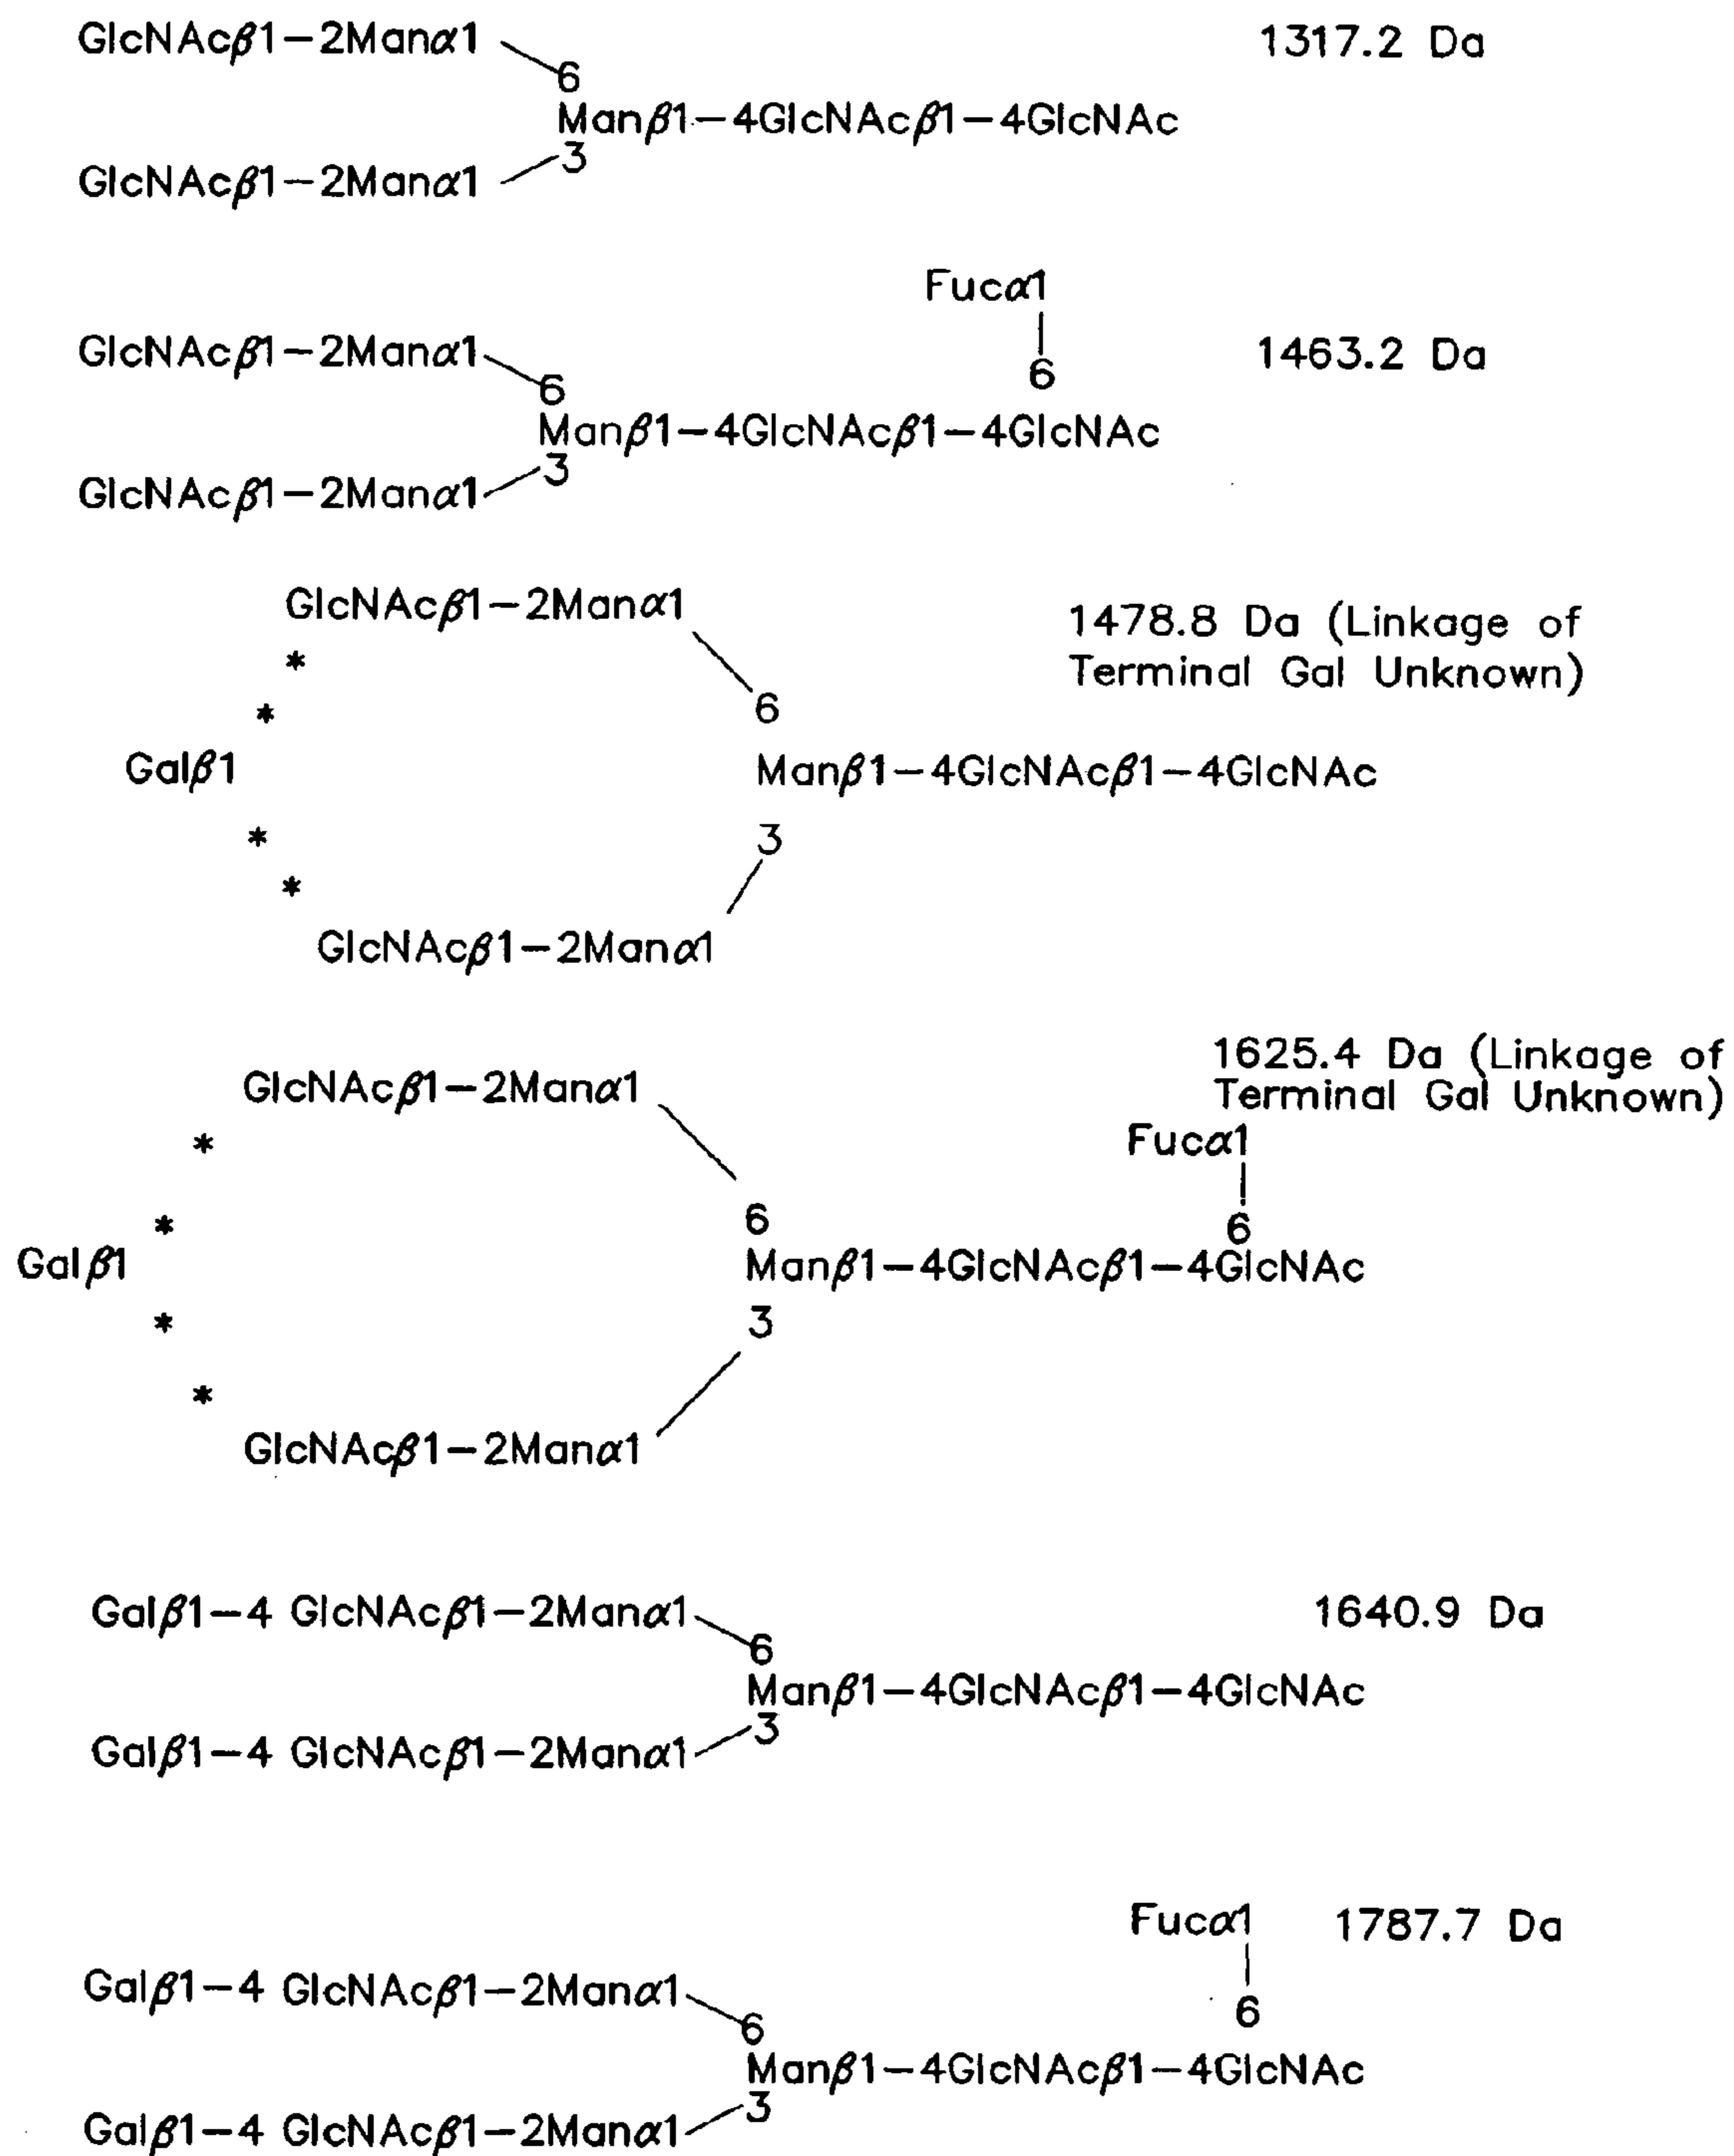 GlcNAcβ1-2Manα1 1317.2 Da
6
Manβ1-4GlcNAcβ1-4GlcNAc
3
GlcNAcβ1-2Manα1
Fucα1
GlcNAcβ1-2Manα1 1463.2 Da
6 6
Manβ1-4GlcNAcβ1-4GlcNAc
3
GlcNAcβ1-2Manα1
GlcNAcβ1-2Manα1 1478.8 Da (Linkage of
Terminal Gal Unknown)
*
* 6
Galβ1 Manβ1-4GlcNAcβ1-4GlcNAc
* 3
*
GlcNAcβ1-2Manα1
1625.4 Da (Linkage of
GlcNAcβ1-2Manα1 Terminal Gal Unknown)
* Fucα1
* 6 6
Galβ1 Manβ1-4GlcNAcβ1-4GlcNAc
* 3
*
GlcNAcβ1-2Manα1
Galβ1-4 GlcNAcβ1-2Manα1 1640.9 Da
6
Manβ1-4GlcNAcβ1-4GlcNAc
3
Galβ1-4 GlcNAcβ1-2Manα1
Fucα1 1787.7 Da
Galβ1-4 GlcNAcβ1-2Manα1
6 6
Manβ1-4GlcNAcβ1-4GlcNAc
3
Galβ1-4 GlcNAcβ1-2Manα1